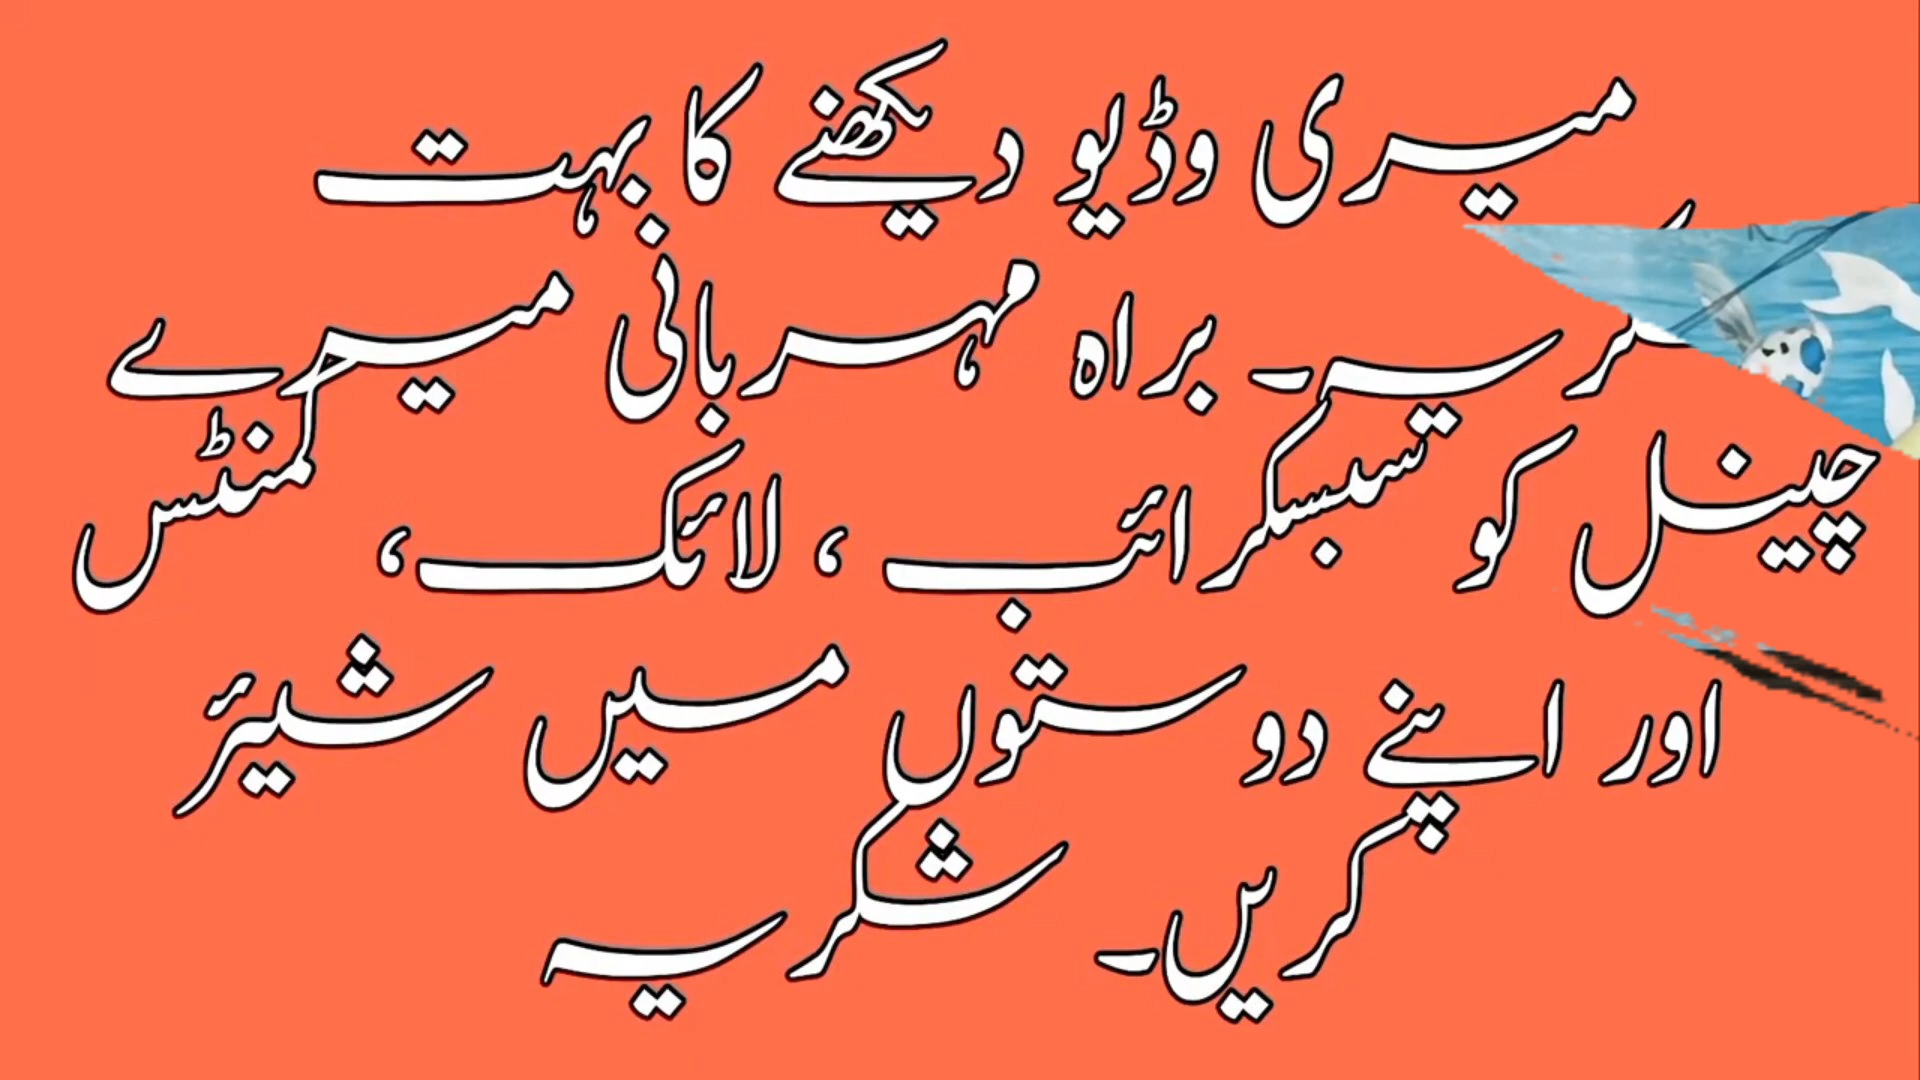 میری وڈیو دیکھنے کا بہت
شکریہ۔ براہ مہربانی میرے
چینل کو سبسکرائب ، لائک، کمنٹس
اور اپنے دوستوں میں شیئر
کریں۔ شکریہ